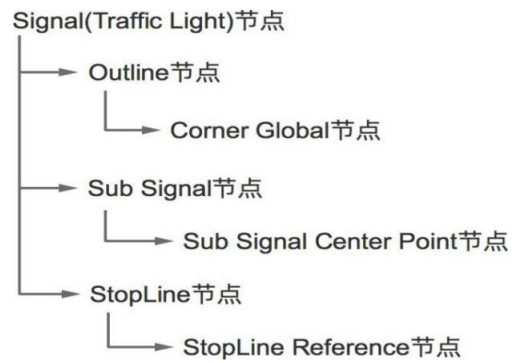 Signal(Traffic Light)节点
Outline节点
Corner Global节点
Sub Signal节点
Sub Signal Center Point节点
StopLine节点
StopLine Reference节点